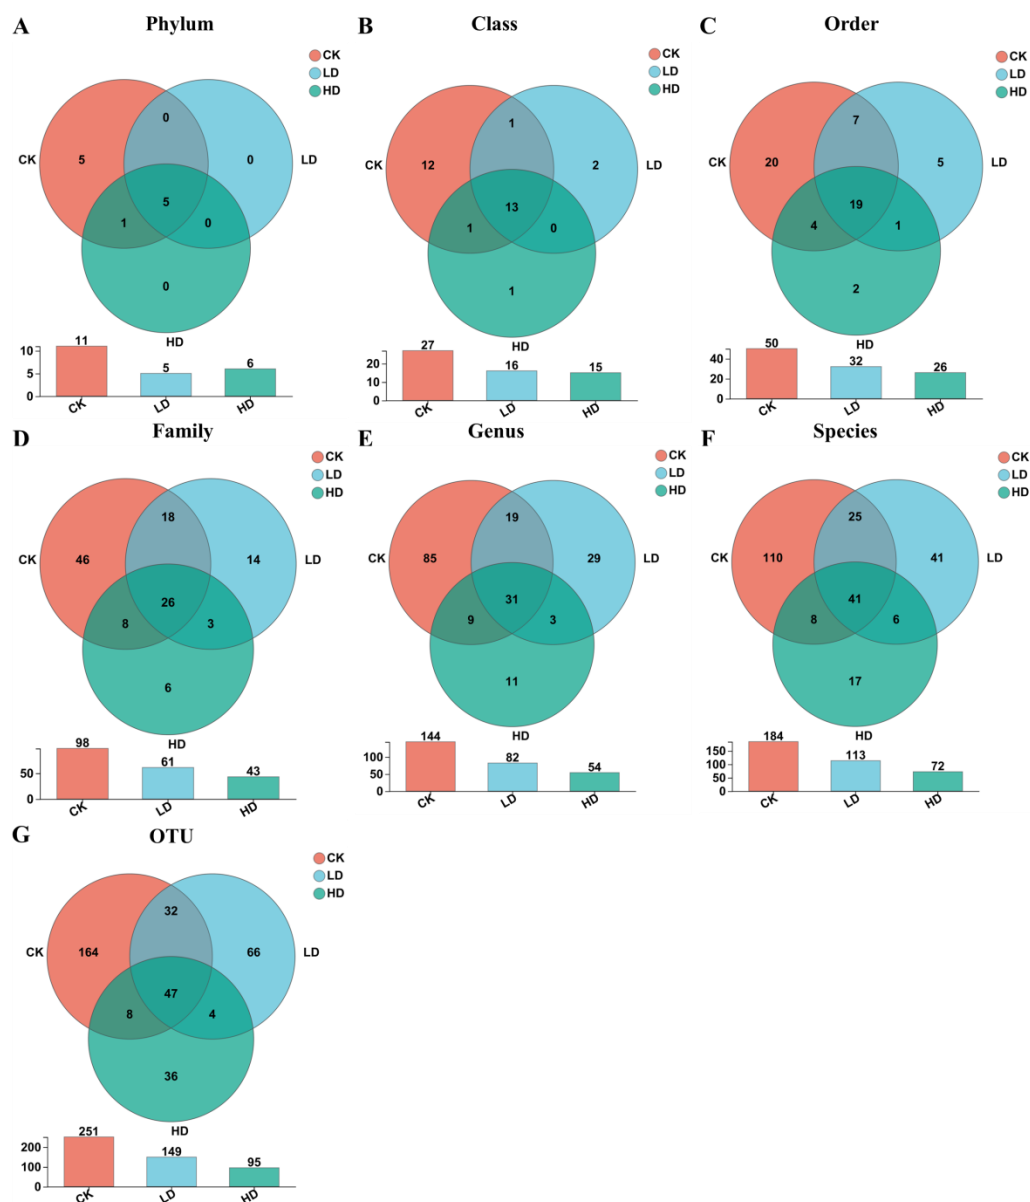 A Phylum
CK
LD
HD
0
CK 5 0 LD
5
1 0
0
HD
11
5
6
10
5
0
CK LD HD
B Class
CK
LD
HD
1
CK 12 2 LD
13
1 0
1
HD
27
16
15
20
10
0
CK LD HD
C Order
CK
LD
HD
7
CK 20 5 LD
19
4 1
2
HD
50
32
26
40
20
0
CK LD HD
D Family
CK
LD
HD
18
CK 46 14 LD
26
8 3
6
HD
98
61
43
50
0
CK LD HD
E Genus
CK
LD
HD
19
CK 85 29 LD
31
9 3
11
HD
144
82
54
100
50
0
CK LD HD
F Species
CK
LD
HD
25
CK 110 41 LD
41
8 6
17
HD
184
113
72
150
100
50
0
CK LD HD
G OTU
CK
LD
HD
32
CK 164 66 LD
47
8 4
36
HD
251
149
95
200
100
0
CK LD HD